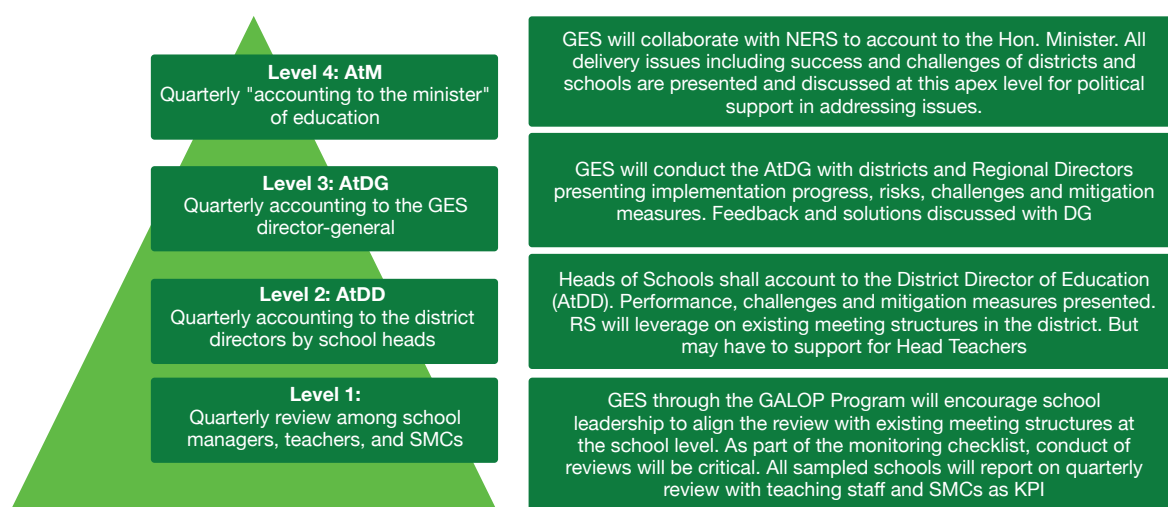 Level 4: AtM
Quarterly "accounting to the minister"
of education
GES will collaborate with NERS to account to the Hon. Minister. All
delivery issues including success and challenges of districts and
schools are presented and discussed at this apex level for political
support in addressing issues.
Level 3: AtDG
Quarterly accounting to the GES
director-general
GES will conduct the AtDG with districts and Regional Directors
presenting implementation progress, risks, challenges and mitigation
measures. Feedback and solutions discussed with DG
Level 2: AtDD
Quarterly accounting to the district
directors by school heads
Heads of Schools shall account to the District Director of Education
(AtDD). Performance, challenges and mitigation measures presented.
RS will leverage on existing meeting structures in the district. But
may have to support for Head Teachers
Level 1:
Quarterly review among school
managers, teachers, and SMCs
GES through the GALOP Program will encourage school
leadership to align the review with existing meeting structures at
the school level. As part of the monitoring checklist, conduct of
reviews will be critical. All sampled schools will report on quarterly
review with teaching staff and SMCs as KPI